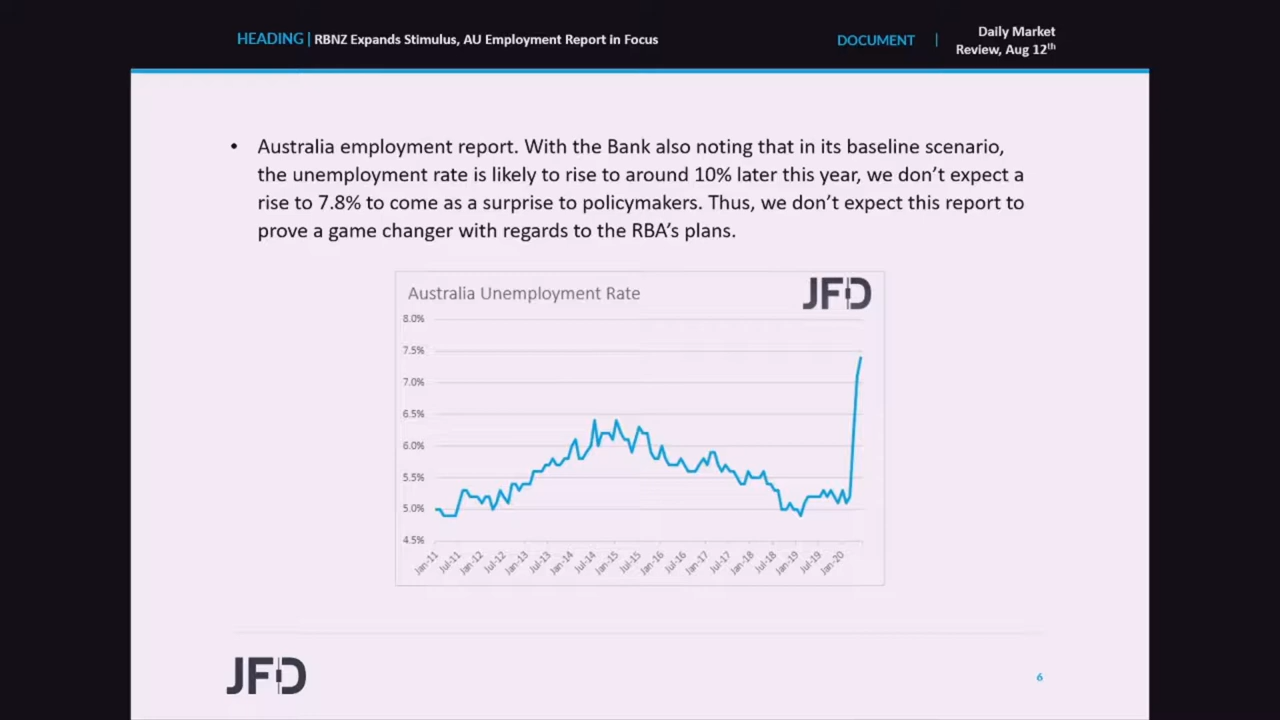 HEADING | RBNZ Expands Stimulus, AU Employment Report in Focus
DOCUMENT |
Daily Market
Review, Aug 12th
• Australia employment report. With the Bank also noting that in its baseline scenario,
the unemployment rate is likely to rise to around 10% later this year, we don’t expect a
rise to 7.8% to come as a surprise to policymakers. Thus, we don’t expect this report to
prove a game changer with regards to the RBA’s plans.
Australia Unemployment Rate
JFD
8.0%
7.5%
7.0%
6.5%
6.0%
5.5%
5.0%
4.5%
Jan-11
Jul-11
Jan-12
Jul-12
Jan-13
Jul-13
Jan-14
Jul-14
Jan-15
Jul-15
Jan-16
Jul-16
Jan-17
Jul-17
Jan-18
Jul-18
Jan-19
Jul-19
Jan-20
JFD
6